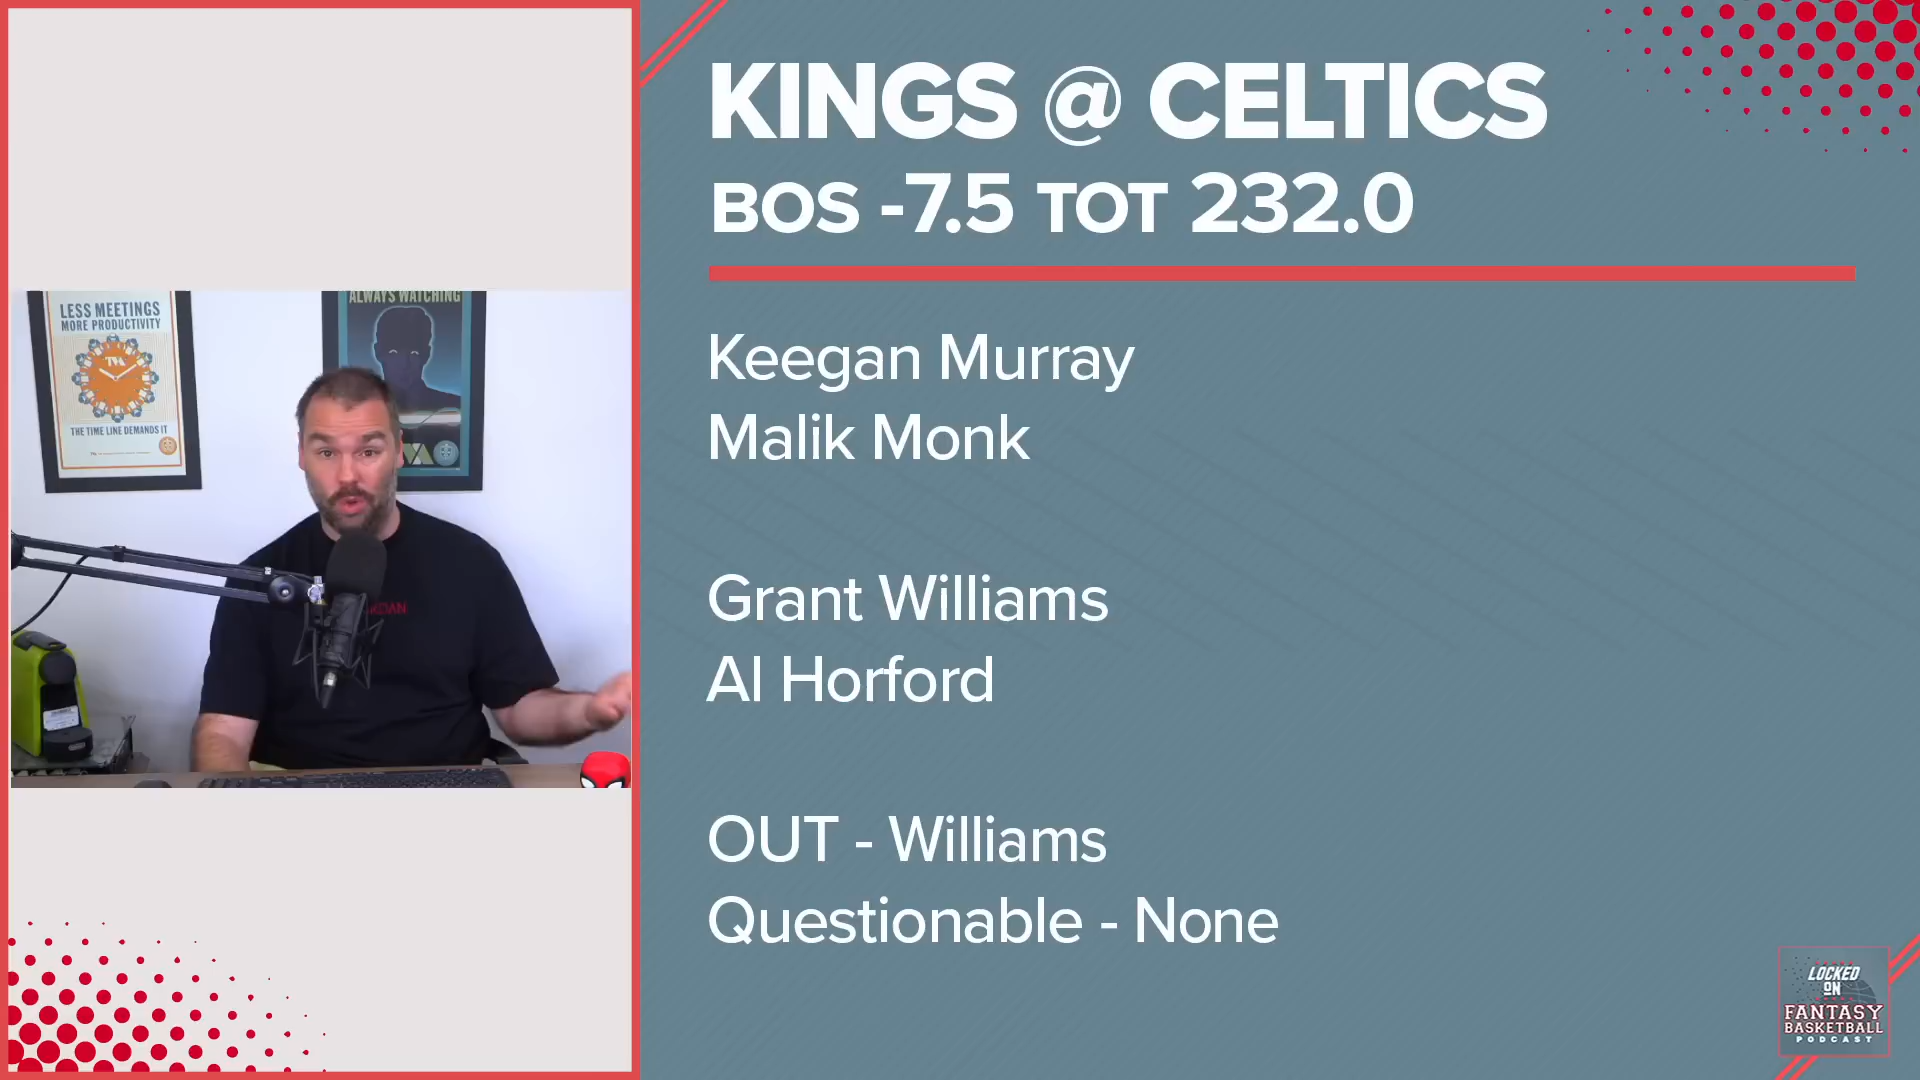 KINGS @ CELTICS
BOS -7.5 TOT 232.0
Keegan Murray
Malik Monk
Grant Williams
Al Horford
OUT - Williams
Questionable - None
LESS MEETINGS
MORE PRODUCTIVITY
TVA
THE TIME LINE DEMANDS IT
ALWAYS WATCHING
LOCKED
ON
FANTASY
BASKETBALL
PODCAST